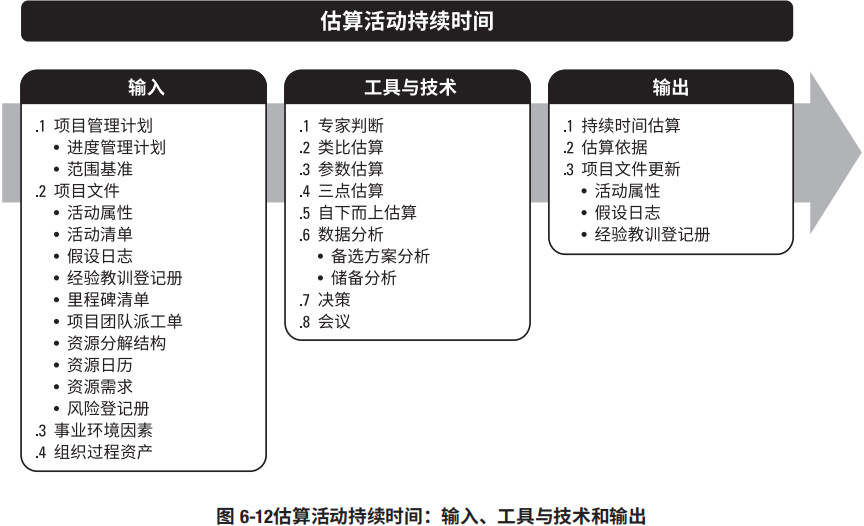 估算活动持续时间
输入
.1 项目管理计划
• 进度管理计划
• 范围基准
.2 项目文件
• 活动属性
• 活动清单
• 假设日志
• 经验教训登记册
• 里程碑清单
• 项目团队派工单
• 资源分解结构
• 资源日历
• 资源需求
• 风险登记册
.3 事业环境因素
.4 组织过程资产
工具与技术
.1 专家判断
.2 类比估算
.3 参数估算
.4 三点估算
.5 自下而上估算
.6 数据分析
• 备选方案分析
• 储备分析
.7 决策
.8 会议
输出
.1 持续时间估算
.2 估算依据
.3 项目文件更新
• 活动属性
• 假设日志
• 经验教训登记册
图 6-12估算活动持续时间：输入、工具与技术和输出